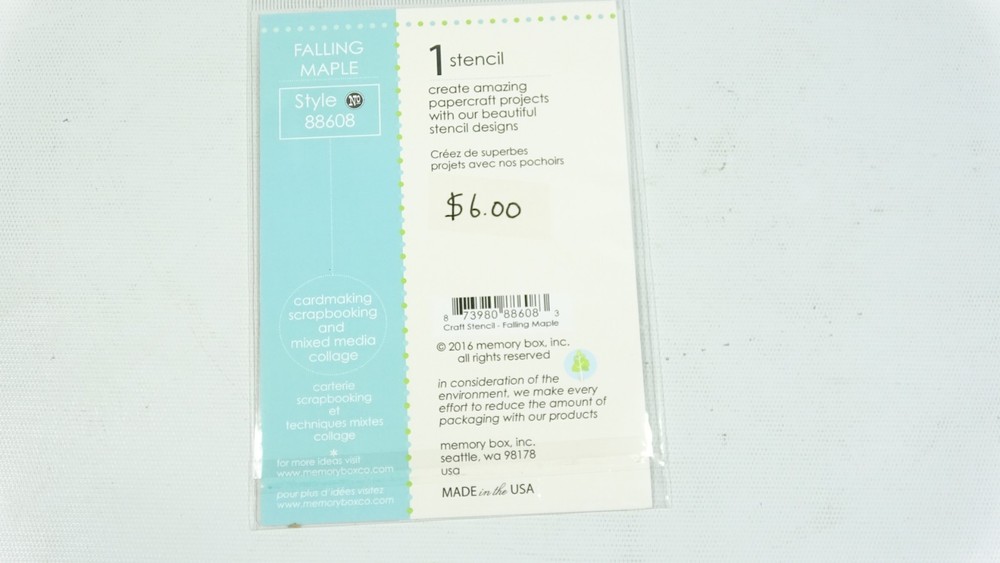 FALLING
MAPLE
Style No
88608
cardmaking
scrapbooking
and
mixed media
collage
carterie
scrapbooking
et
techniques mixtes
collage
*
for more ideas visit
www.memoryboxco.com
pour plus d'idées visitez
www.memoryboxco.com
1 stencil
create amazing
papercraft projects
with our beautiful
stencil designs
Créez de superbes
projets avec nos pochoirs
$6.00
8 73980 88608 3
Craft Stencil - Falling Maple
© 2016 memory box, inc.
all rights reserved
in consideration of the
environment, we make every
effort to reduce the amount of
packaging with our products
memory box, inc.
seattle, wa 98178
usa
MADE in the USA